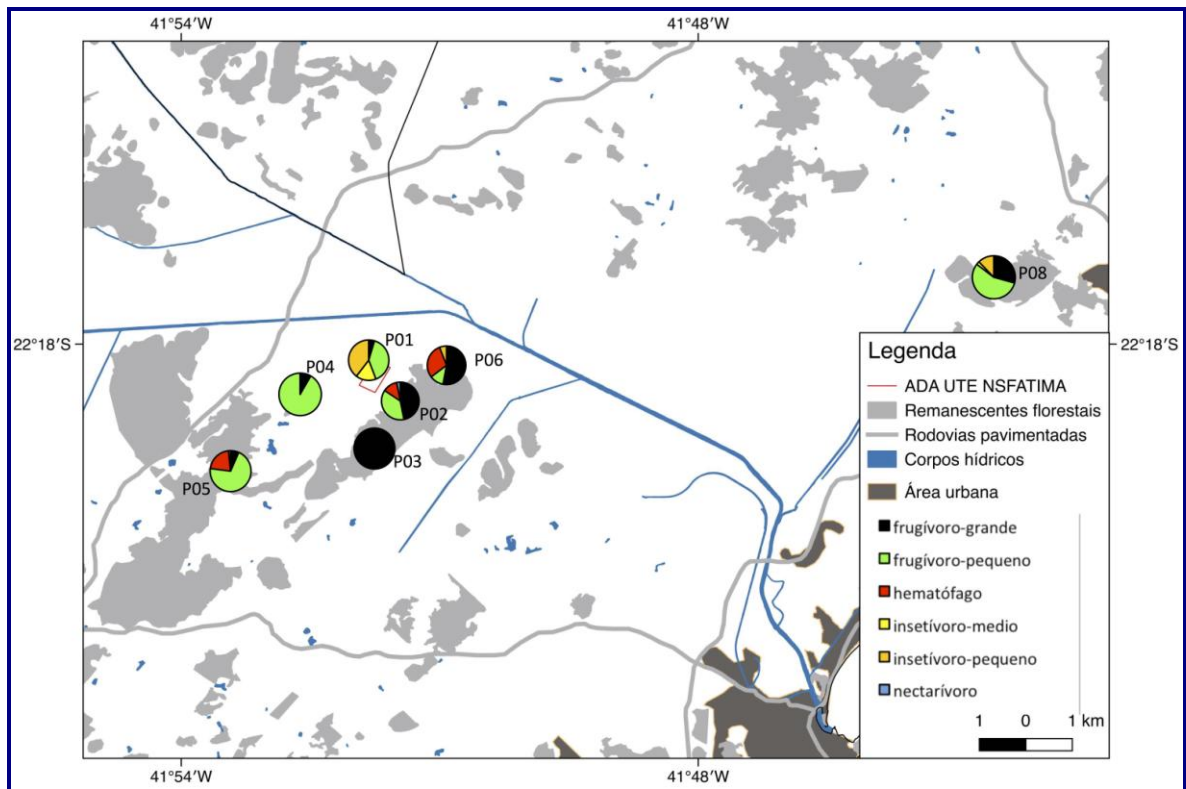 41°54′W
41°48′W
P08
22°18′S
22°18′S
P01
P06
P04
P02
P03
P05
Legenda
ADA UTE NSFATIMA
Remanescentes florestais
Rodovias pavimentadas
Corpos hídricos
Área urbana
frugívoro-grande
frugívoro-pequeno
hematófago
insetívoro-medio
insetívoro-pequeno
nectarívoro
1 0 1 km
41°54′W
41°48′W